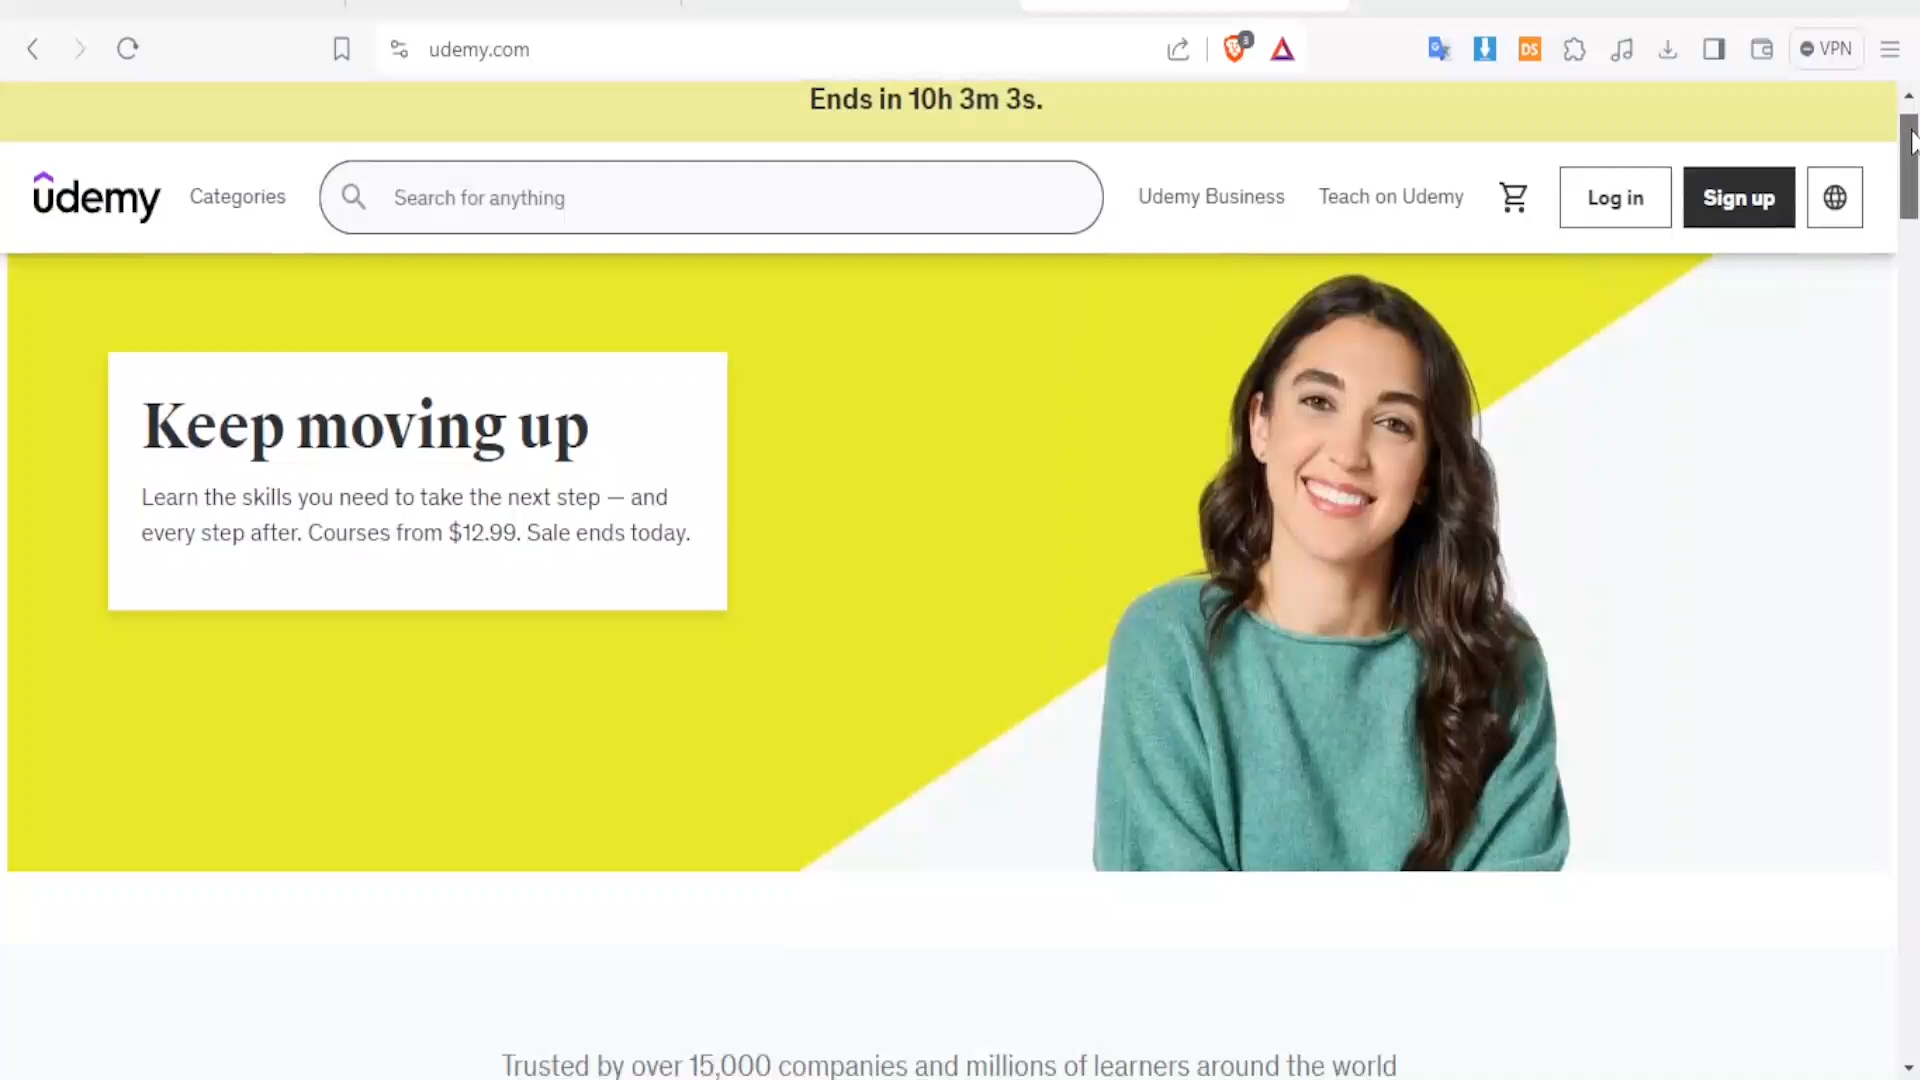 udemy.com
3
VPN
Ends in 10h 3m 3s.
udemy
Categories
Search for anything
Udemy Business
Teach on Udemy
Log in
Sign up
DS
G
Keep moving up
Learn the skills you need to take the next step — and
every step after. Courses from $12.99. Sale ends today.
Trusted by over 15,000 companies and millions of learners around the world